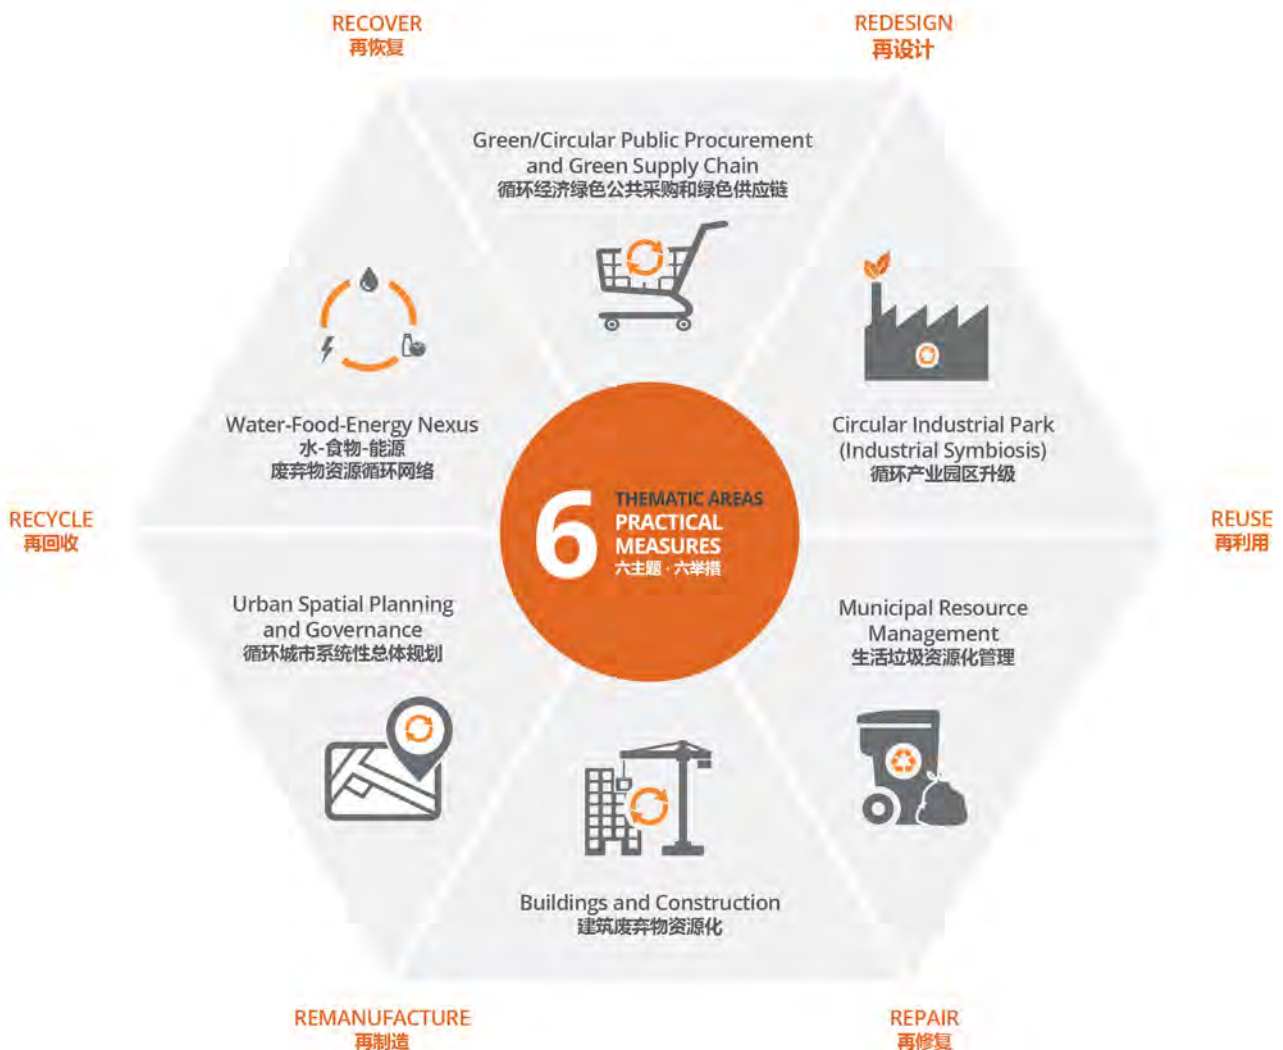 RECOVER
再恢复
REDESIGN
再设计
Green/Circular Public Procurement
and Green Supply Chain
循环经济绿色公共采购和绿色供应链
Water-Food-Energy Nexus
水-食物-能源
废弃物资源循环网络
Circular Industrial Park
(Industrial Symbiosis)
循环产业园区升级
RECYCLE
再回收
6
THEMATIC AREAS
PRACTICAL
MEASURES
六主题·六举措
REUSE
再利用
Urban Spatial Planning
and Governance
循环城市系统性总体规划
Municipal Resource
Management
生活垃圾资源化管理
Buildings and Construction
建筑废弃物资源化
REMANUFACTURE
再制造
REPAIR
再修复